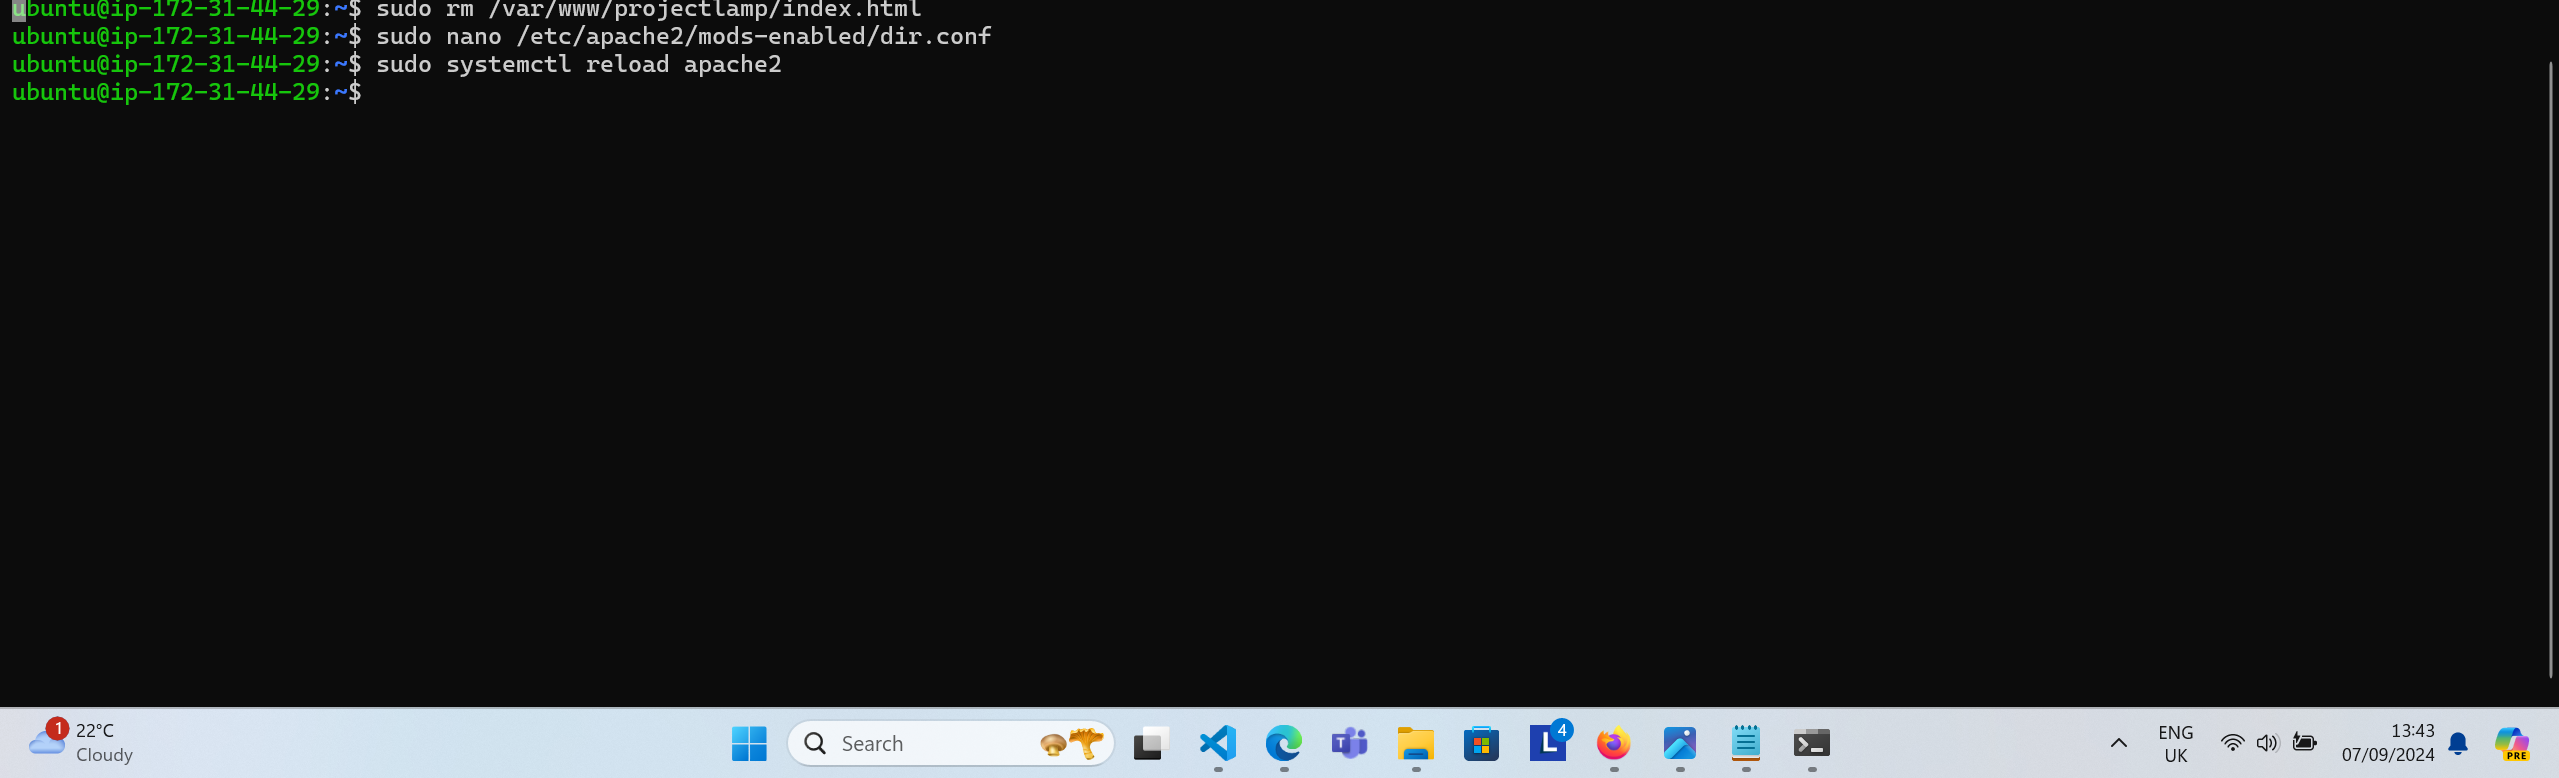 ubuntu@ip-172-31-44-29:~$ sudo rm /var/www/projectlamp/index.html
ubuntu@ip-172-31-44-29:~$ sudo nano /etc/apache2/mods-enabled/dir.conf
ubuntu@ip-172-31-44-29:~$ sudo systemctl reload apache2
ubuntu@ip-172-31-44-29:~$
1
22°C
Cloudy
Search
T
L
4
ENG
UK
13:43
07/09/2024
PRE